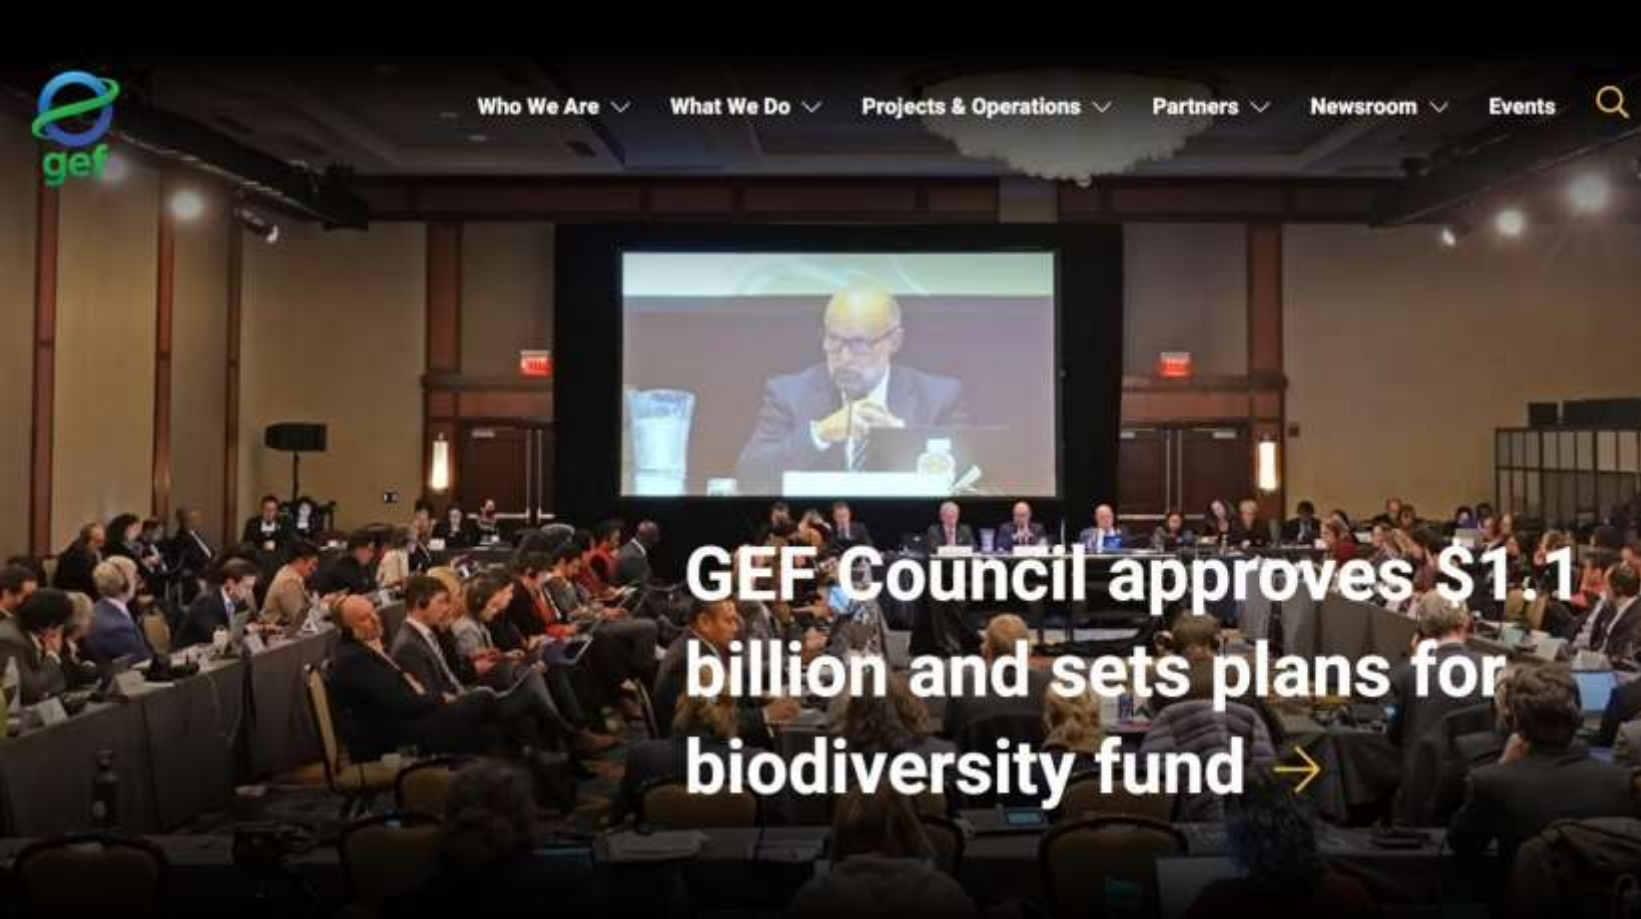 gef
Who We Are
What We Do
Projects & Operations
Partners
Newsroom
Events
GEF Council approves $1.1
billion and sets plans for
biodiversity fund